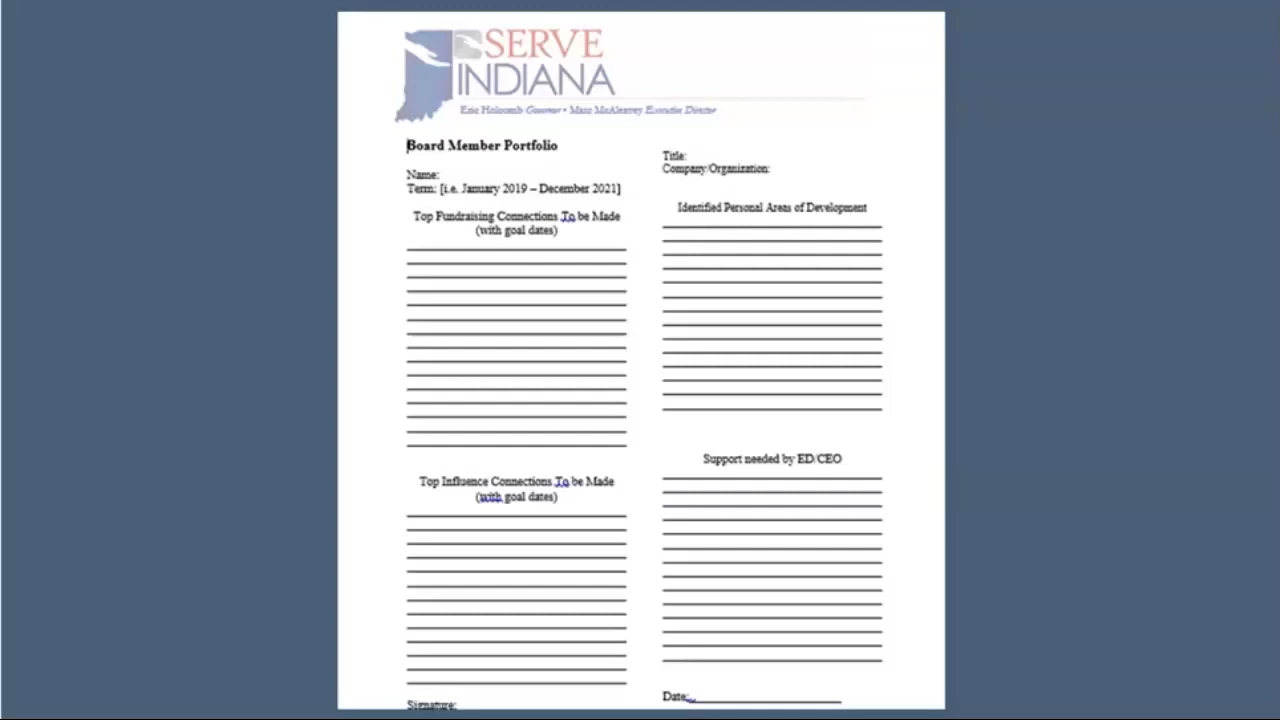 SERVE
INDIANA
Eric Holcomb Governor • Marc McAleavey Executive Director
Board Member Portfolio
Name:
Term: [i.e. January 2019 – December 2021]
Top Fundraising Connections To be Made
(with goal dates)
Top Influence Connections To be Made
(with goal dates)
Signature:
Title:
Company/Organization:
Identified Personal Areas of Development
Support needed by ED/CEO
Date: